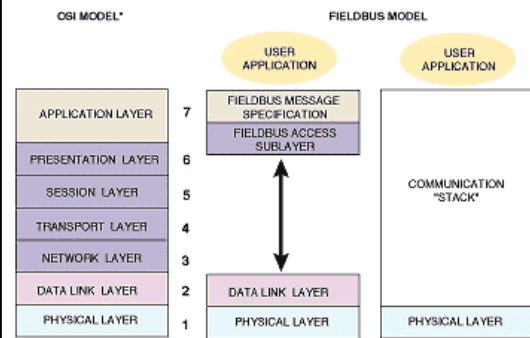 OSI MODEL*
FIELDBUS MODEL
USER
APPLICATION
USER
APPLICATION
APPLICATION LAYER
7
FIELDBUS MESSAGE
SPECIFICATION
FIELDBUS ACCESS
SUBLAYER
PRESENTATION LAYER
6
SESSION LAYER
5
COMMUNICATION
"STACK"
TRANSPORT LAYER
4
NETWORK LAYER
3
DATA LINK LAYER
2
DATA LINK LAYER
PHYSICAL LAYER
1
PHYSICAL LAYER
PHYSICAL LAYER